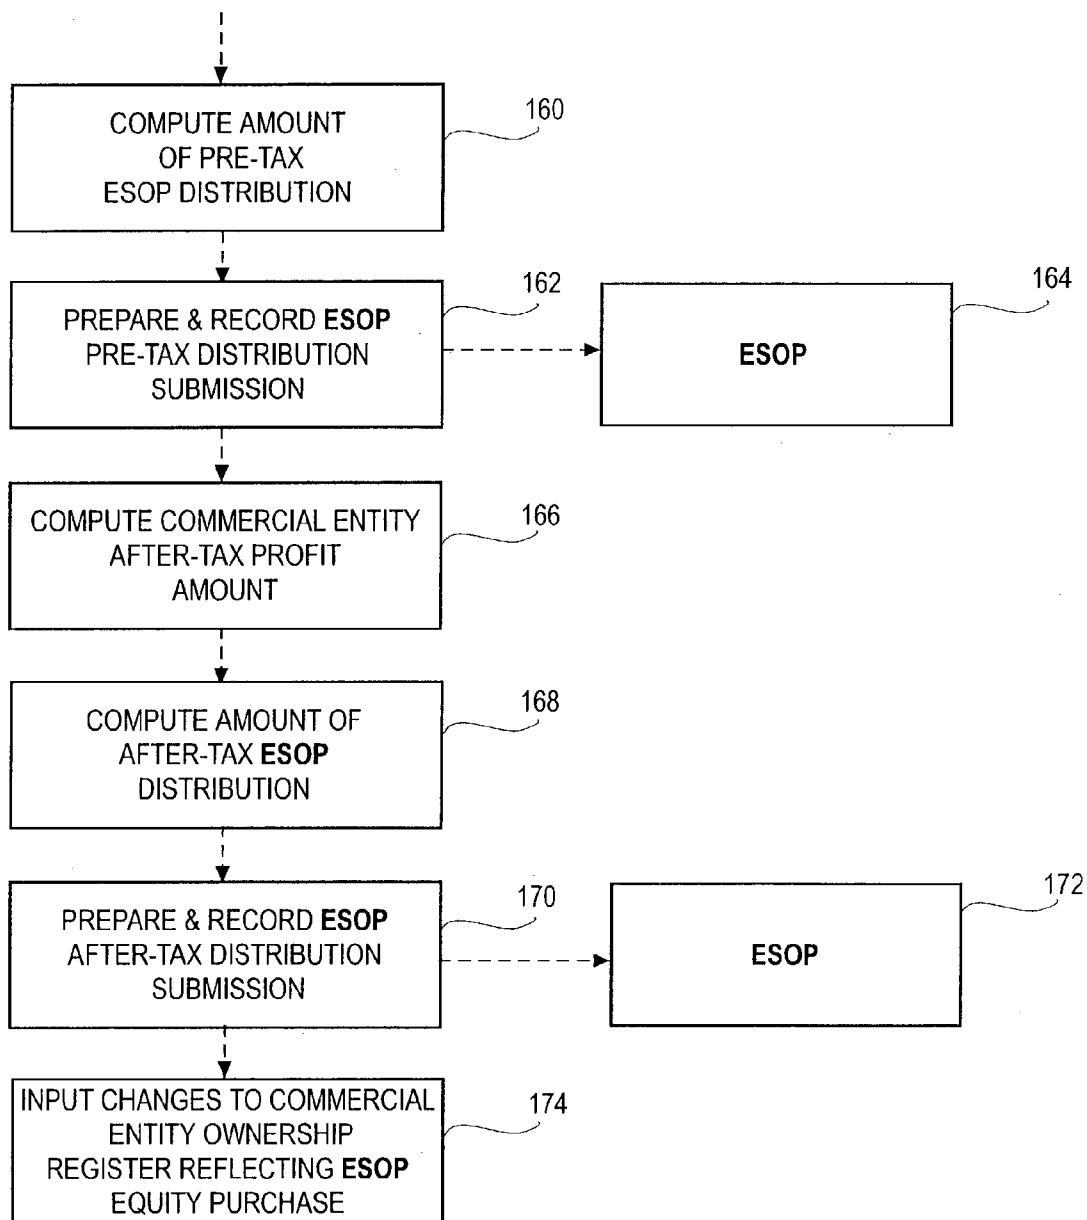 COMPUTE AMOUNT
OF PRE-TAX
ESOP DISTRIBUTION
160
PREPARE & RECORD ESOP
PRE-TAX DISTRIBUTION
SUBMISSION
162
ESOP
164
COMPUTE COMMERCIAL ENTITY
AFTER-TAX PROFIT
AMOUNT
166
COMPUTE AMOUNT OF
AFTER-TAX ESOP
DISTRIBUTION
168
PREPARE & RECORD ESOP
AFTER-TAX DISTRIBUTION
SUBMISSION
170
ESOP
172
INPUT CHANGES TO COMMERCIAL
ENTITY OWNERSHIP
REGISTER REFLECTING ESOP
EQUITY PURCHASE
174